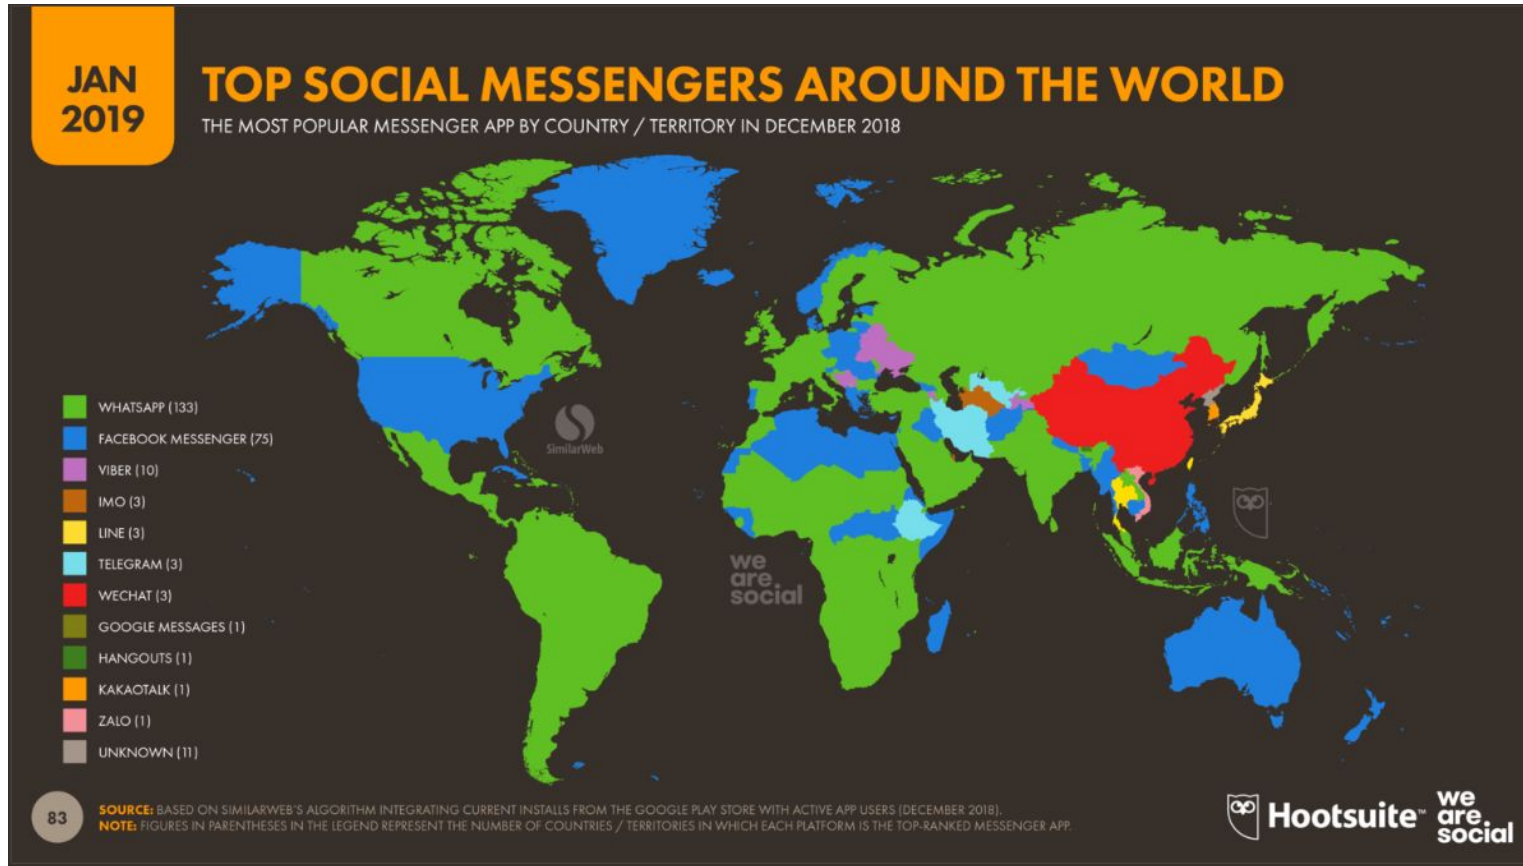 JAN
2019
TOP SOCIAL MESSENGERS AROUND THE WORLD
THE MOST POPULAR MESSENGER APP BY COUNTRY / TERRITORY IN DECEMBER 2018
WHATSAPP (133)
FACEBOOK MESSENGER (75)
VIBER (10)
IMO (3)
LINE (3)
TELEGRAM (3)
WECHAT (3)
GOOGLE MESSAGES (1)
HANGOUTS (1)
KAKAOTALK (1)
ZALO (1)
UNKNOWN (11)
SimilarWeb
we
are
social
83
SOURCE: BASED ON SIMILARWEB'S ALGORITHM INTEGRATING CURRENT INSTALLS FROM THE GOOGLE PLAY STORE WITH ACTIVE APP USERS (DECEMBER 2018).
NOTE: FIGURES IN PARENTHESES IN THE LEGEND REPRESENT THE NUMBER OF COUNTRIES / TERRITORIES IN WHICH EACH PLATFORM IS THE TOP-RANKED MESSENGER APP.
Hootsuite™
we
are
social